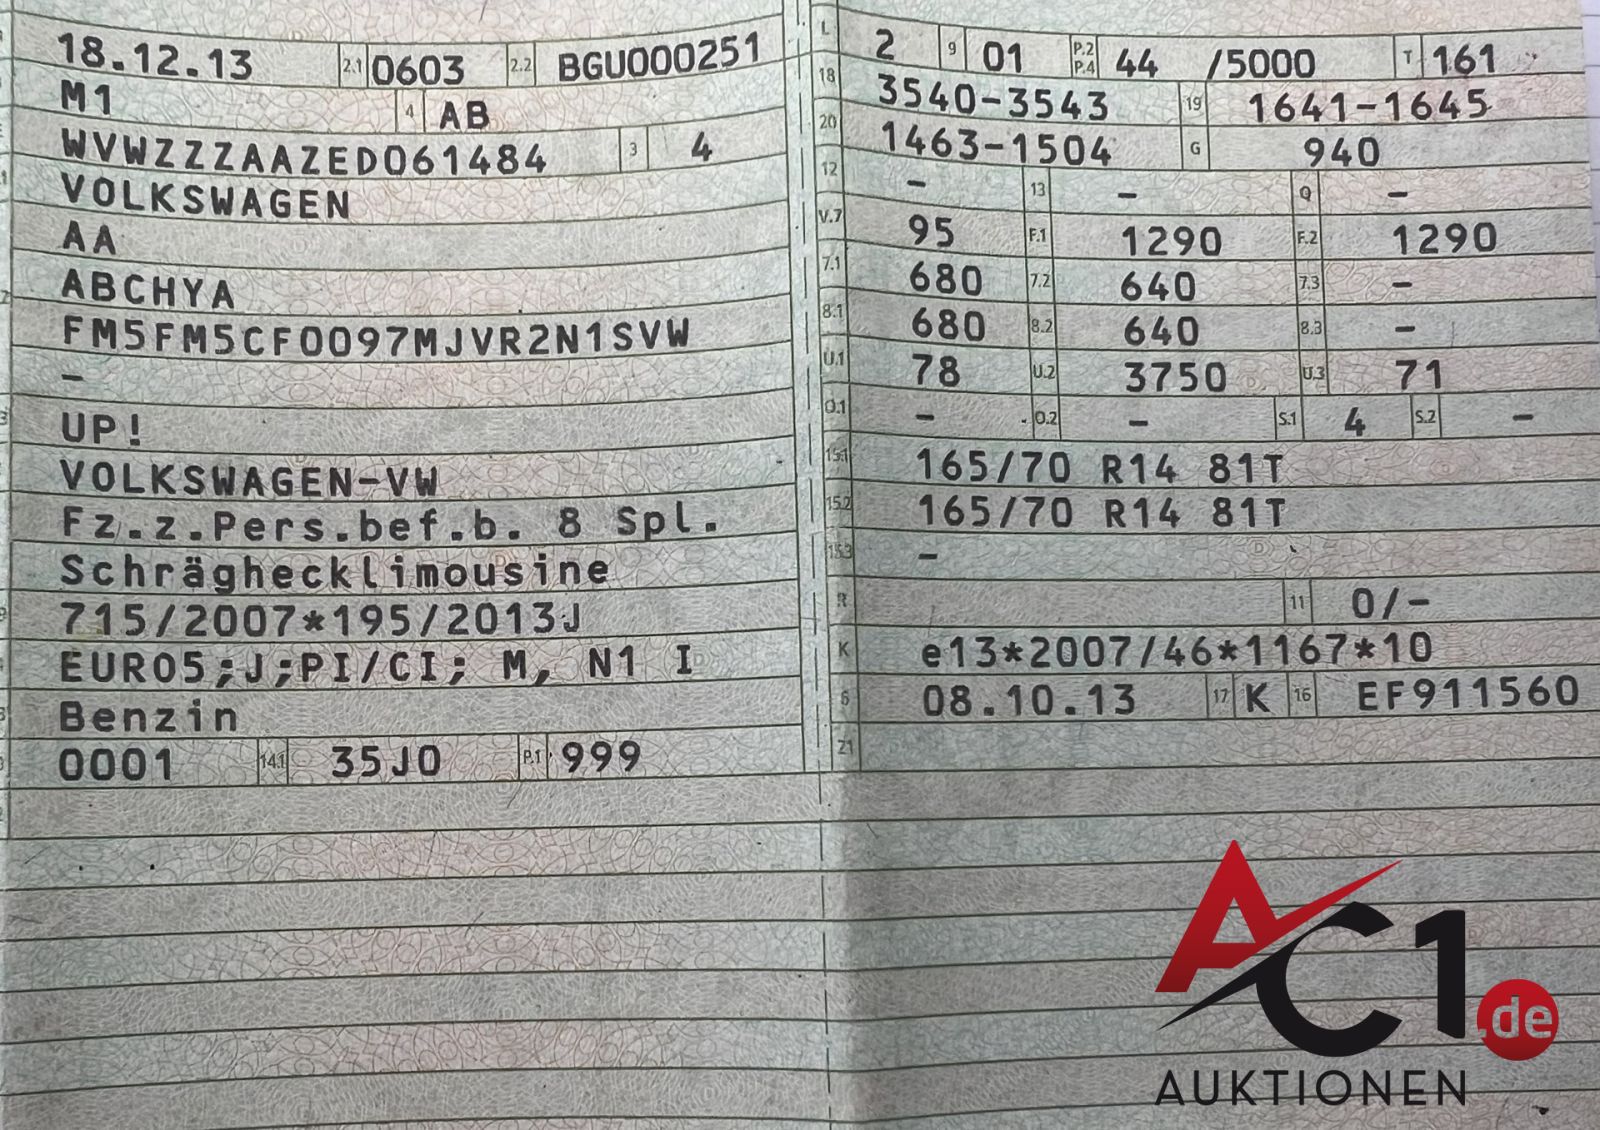 18.12.13 2.1 0603 2.2 BGU000251
M1 4 AB
WVWZZZAAZED061484 3 4
VOLKSWAGEN
AA
ABCHYA
FM5FM5CF0097MJVR2N1SVW
–
UP!
VOLKSWAGEN-VW
Fz.z.Pers.bef.b. 8 Spl.
Schräghecklimousine
715/2007*195/2013J
EURO5;J;PI/CI; M, N1 I
Benzin
0001 14.1 35J0 P.1 999
L 2 9 01 P.2 P.4 44 /5000 T 161
18 3540-3543 19 1641-1645
20 1463-1504 G 940
12 – 13 – Q –
V.7 95 F.1 1290 F.2 1290
7.1 680 7.2 640 7.3 –
8.1 680 8.2 640 8.3 –
U.1 78 U.2 3750 U.3 71
O.1 – O.2 – S.1 4 S.2 –
15.1 165/70 R14 81T
15.2 165/70 R14 81T
15.3 –
R 11 0/-
K e13*2007/46*1167*10
6 08.10.13 17 K 16 EF911560
21
AC1.de
AUKTIONEN